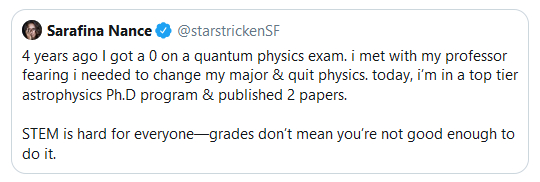 Sarafina Nance @starstrickenSF
4 years ago I got a 0 on a quantum physics exam. i met with my professor
fearing i needed to change my major & quit physics. today, i'm in a top tier
astrophysics Ph.D program & published 2 papers.
STEM is hard for everyone—grades don't mean you're not good enough to
do it.